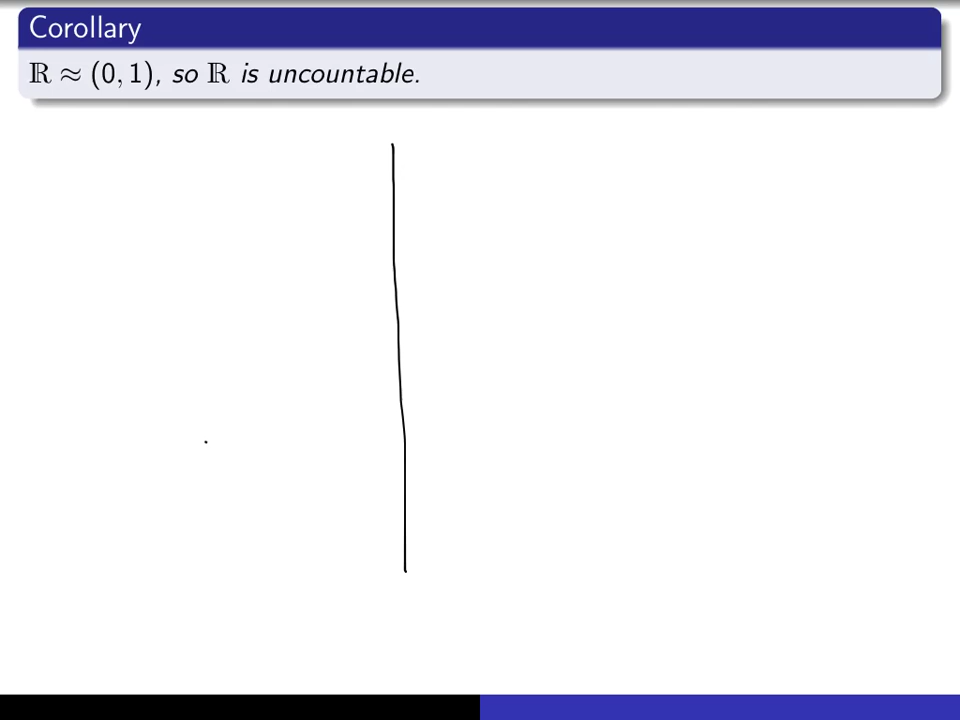 Corollary
ℝ ≈ (0, 1), so ℝ is uncountable.